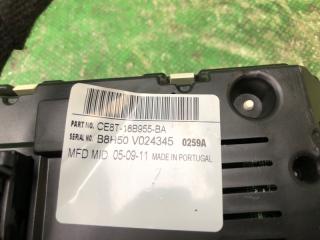 PART NO. CE8T-18B955-BA
SERIAL NO. B8H50 V024345 0259A
MFD MID 05-09-11 MADE IN PORTUGAL